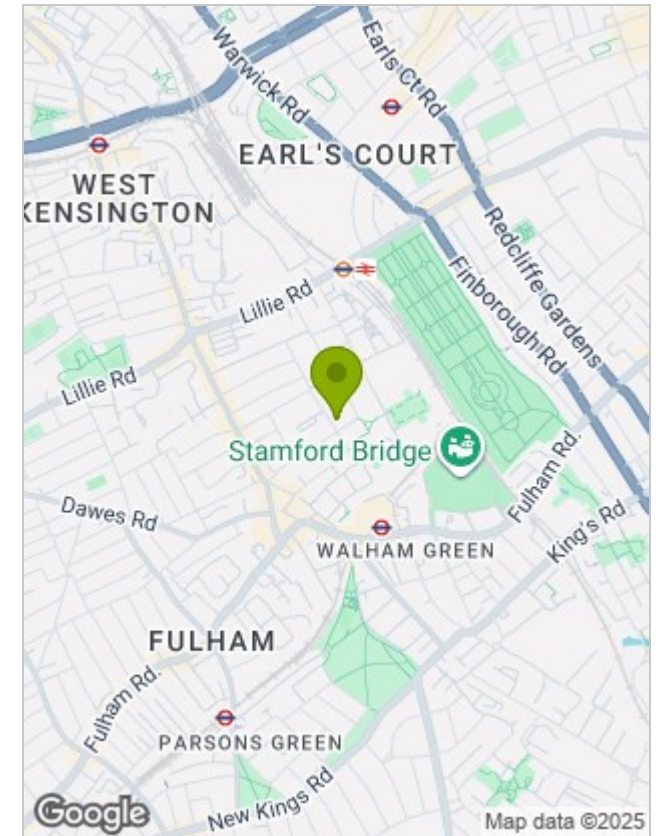 Warwick Rd
Earls Ct Rd
EARL'S COURT
WEST
KENSINGTON
Redcliffe Gardens
Finborough Rd
Lillie Rd
Lillie Rd
Stamford Bridge
Fulham Rd.
King's Rd
Dawes Rd
WALHAM GREEN
FULHAM
Fulham Rd.
PARSONS GREEN
New Kings Rd
Google
Map data ©2025